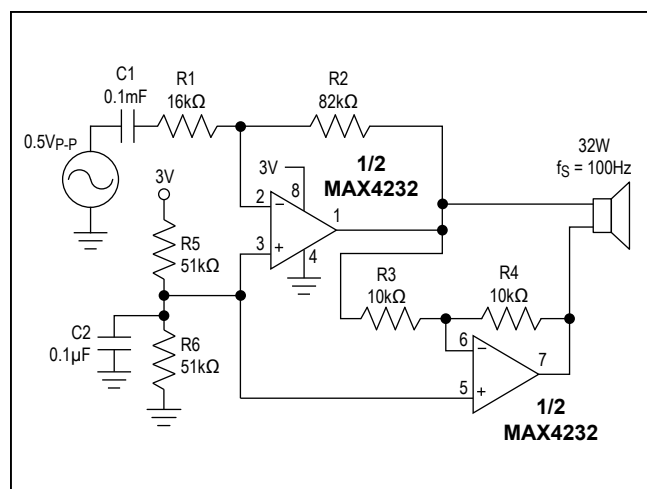 C1
0.1mF
R1
16kΩ
R2
82kΩ
0.5VP-P
3V
1/2
MAX4232
32W
fS = 100Hz
3V
8
2
−
1
3
+
4
R5
51kΩ
R3
10kΩ
R4
10kΩ
C2
0.1µF
R6
51kΩ
6
−
7
5
+
1/2
MAX4232